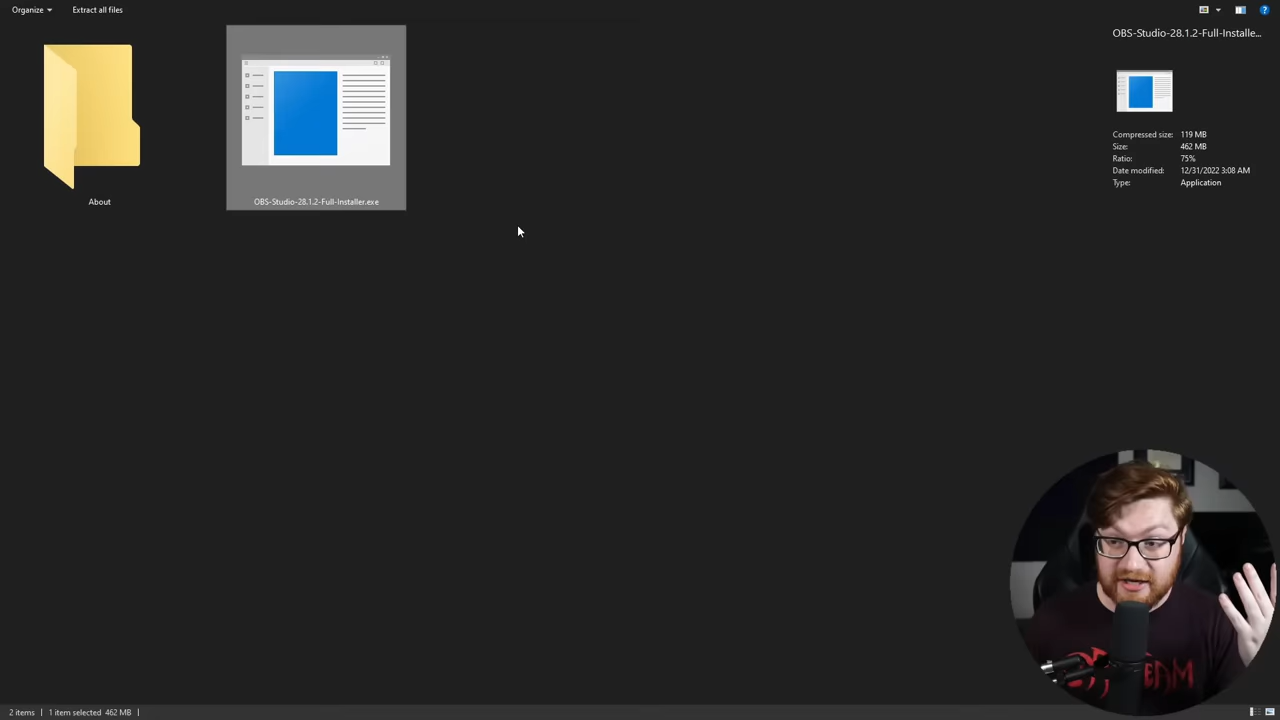 Organize
Extract all files
OBS-Studio-28.1.2-Full-Installe...
Compressed size: 119 MB
Size: 462 MB
Ratio: 75%
Date modified: 12/31/2022 3:08 AM
Type: Application
About
OBS-Studio-28.1.2-Full-Installer.exe
2 items
1 item selected 462 MB